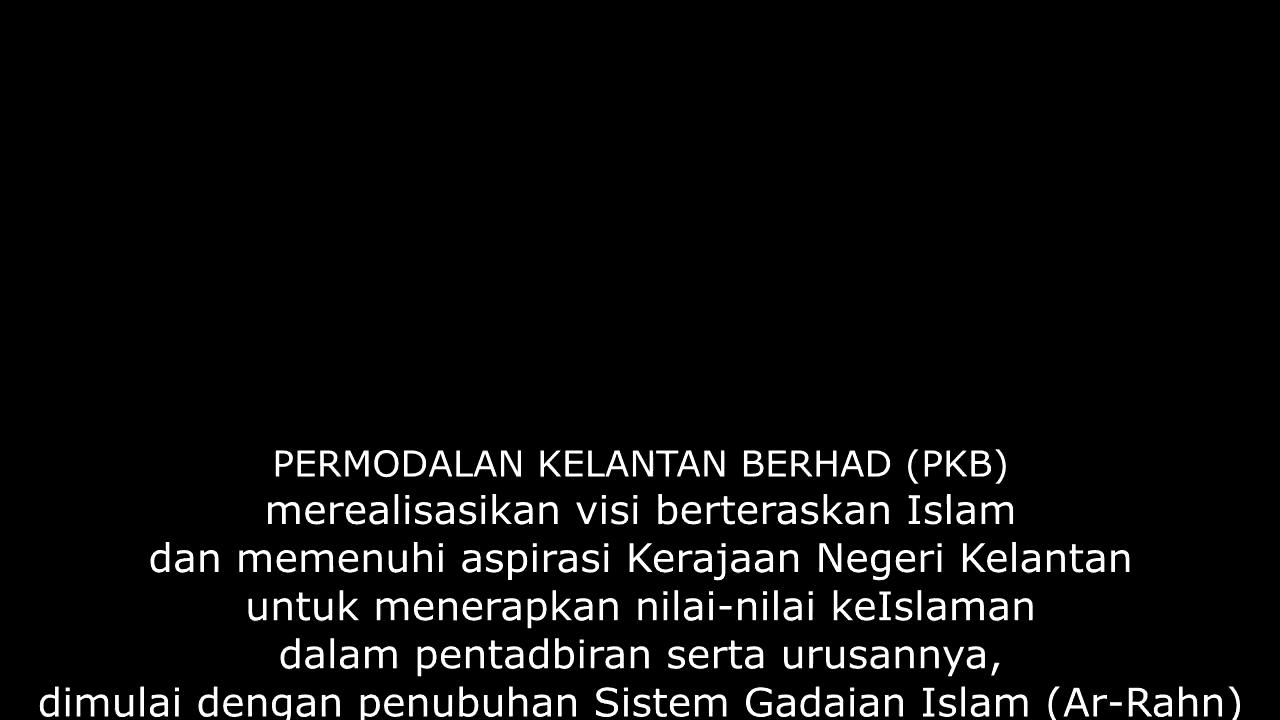 PERMODALAN KELANTAN BERHAD (PKB)
merealisasikan visi berteraskan Islam
dan memenuhi aspirasi Kerajaan Negeri Kelantan
untuk menerapkan nilai-nilai keIslaman
dalam pentadbiran serta urusannya,
dimulai dengan penubuhan Sistem Gadaian Islam (Ar-Rahn)